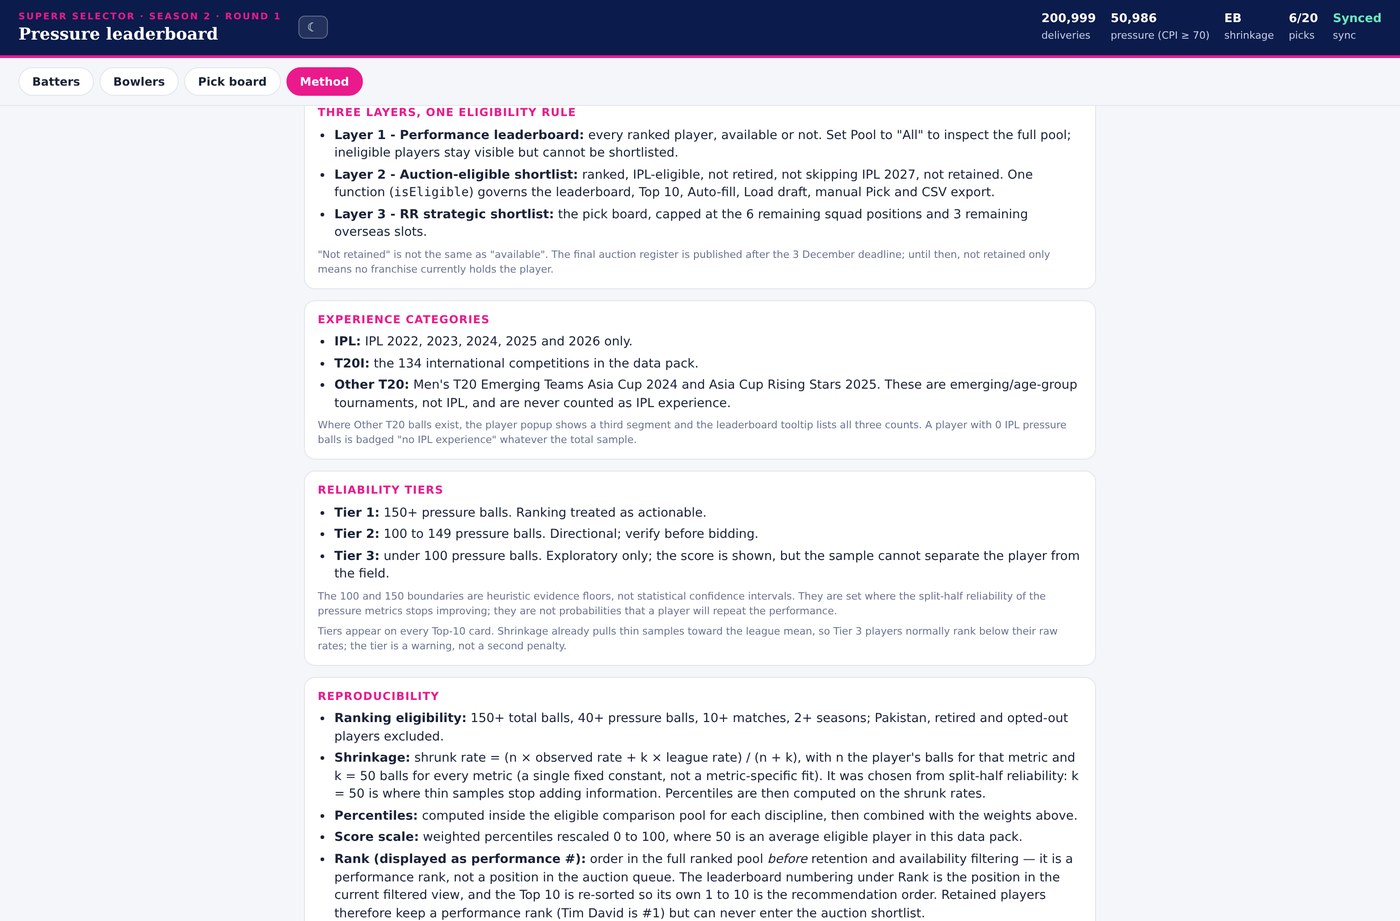 SUPERR SELECTOR · SEASON 2 · ROUND 1
Pressure leaderboard
☾
200,999
deliveries
50,986
pressure (CPI ≥ 70)
EB
shrinkage
6/20
picks
Synced
sync
Batters
Bowlers
Pick board
Method
THREE LAYERS, ONE ELIGIBILITY RULE
• Layer 1 - Performance leaderboard: every ranked player, available or not. Set Pool to "All" to inspect the full pool;
ineligible players stay visible but cannot be shortlisted.
• Layer 2 - Auction-eligible shortlist: ranked, IPL-eligible, not retired, not skipping IPL 2027, not retained. One
function (isEligible) governs the leaderboard, Top 10, Auto-fill, Load draft, manual Pick and CSV export.
• Layer 3 - RR strategic shortlist: the pick board, capped at the 6 remaining squad positions and 3 remaining
overseas slots.
"Not retained" is not the same as "available". The final auction register is published after the 3 December deadline; until then, not retained only
means no franchise currently holds the player.
EXPERIENCE CATEGORIES
• IPL: IPL 2022, 2023, 2024, 2025 and 2026 only.
• T20I: the 134 international competitions in the data pack.
• Other T20: Men's T20 Emerging Teams Asia Cup 2024 and Asia Cup Rising Stars 2025. These are emerging/age-group
tournaments, not IPL, and are never counted as IPL experience.
Where Other T20 balls exist, the player popup shows a third segment and the leaderboard tooltip lists all three counts. A player with 0 IPL pressure
balls is badged "no IPL experience" whatever the total sample.
RELIABILITY TIERS
• Tier 1: 150+ pressure balls. Ranking treated as actionable.
• Tier 2: 100 to 149 pressure balls. Directional; verify before bidding.
• Tier 3: under 100 pressure balls. Exploratory only; the score is shown, but the sample cannot separate the player from
the field.
The 100 and 150 boundaries are heuristic evidence floors, not statistical confidence intervals. They are set where the split-half reliability of the
pressure metrics stops improving; they are not probabilities that a player will repeat the performance.
Tiers appear on every Top-10 card. Shrinkage already pulls thin samples toward the league mean, so Tier 3 players normally rank below their raw
rates; the tier is a warning, not a second penalty.
REPRODUCIBILITY
• Ranking eligibility: 150+ total balls, 40+ pressure balls, 10+ matches, 2+ seasons; Pakistan, retired and opted-out
players excluded.
• Shrinkage: shrunk rate = (n × observed rate + k × league rate) / (n + k), with n the player's balls for that metric and
k = 50 balls for every metric (a single fixed constant, not a metric-specific fit). It was chosen from split-half reliability: k
= 50 is where thin samples stop adding information. Percentiles are then computed on the shrunk rates.
• Percentiles: computed inside the eligible comparison pool for each discipline, then combined with the weights above.
• Score scale: weighted percentiles rescaled 0 to 100, where 50 is an average eligible player in this data pack.
• Rank (displayed as performance #): order in the full ranked pool before retention and availability filtering — it is a
performance rank, not a position in the auction queue. The leaderboard numbering under Rank is the position in the
current filtered view, and the Top 10 is re-sorted so its own 1 to 10 is the recommendation order. Retained players
therefore keep a performance rank (Tim David is #1) but can never enter the auction shortlist.